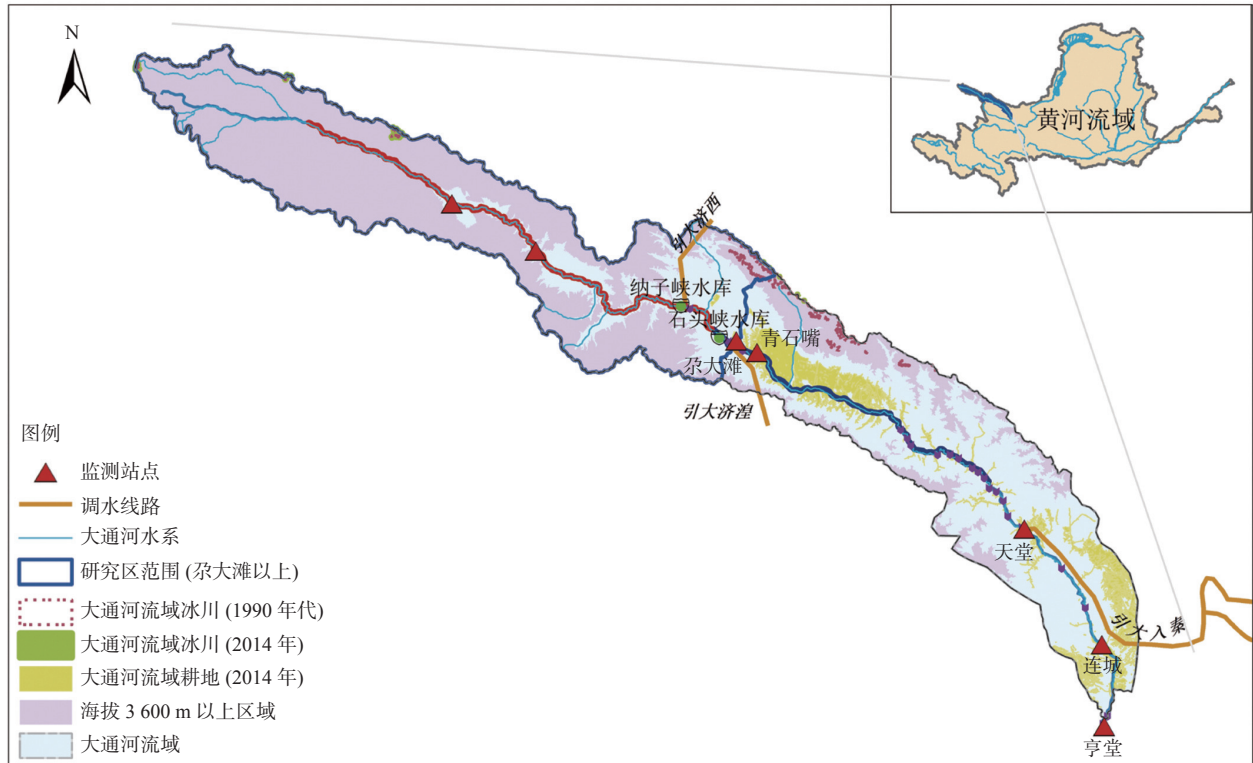 N
黄河流域
引大济西
纳子峡水库
石头峡水库
青石嘴
尕大滩
引大济湟
天堂
引大入秦
连城
亨堂
图例
监测站点
调水线路
大通河水系
研究区范围 (尕大滩以上)
大通河流域冰川 (1990 年代)
大通河流域冰川 (2014 年)
大通河流域耕地 (2014 年)
海拔 3 600 m 以上区域
大通河流域